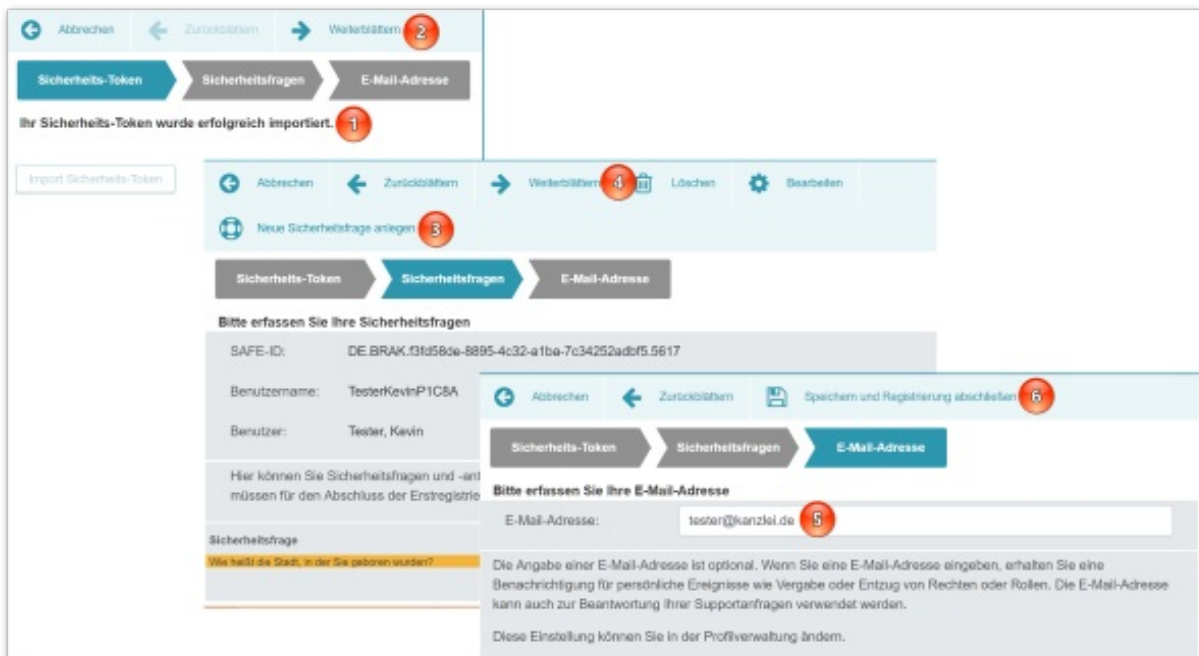 Abbrechen Zurückblättern Weiterblättern 2
Sicherheits-Token Sicherheitsfragen E-Mail-Adresse
Ihr Sicherheits-Token wurde erfolgreich importiert. 1
Import Sicherheits-Token
Abbrechen Zurückblättern Weiterblättern 4 Löschen Bearbeiten
Neue Sicherheitsfrage anlegen 3
Sicherheits-Token Sicherheitsfragen E-Mail-Adresse
Bitte erfassen Sie Ihre Sicherheitsfragen
SAFE-ID: DE.BRAK.f3fd58de-8895-4c32-a1ba-7c34252adbf5.5617
Benutzername: TesterKevinP1C8A
Benutzer: Tester, Kevin
Hier können Sie Sicherheitsfragen und -ant
müssen für den Abschluss der Erstregistrie
Sicherheitsfrage
Wie heißt die Stadt, in der Sie geboren wurden?
Abbrechen Zurückblättern Speichern und Registrierung abschließen 6
Sicherheits-Token Sicherheitsfragen E-Mail-Adresse
Bitte erfassen Sie Ihre E-Mail-Adresse
E-Mail-Adresse: tester@kanzlei.de 5
Die Angabe einer E-Mail-Adresse ist optional. Wenn Sie eine E-Mail-Adresse eingeben, erhalten Sie eine
Benachrichtigung für persönliche Ereignisse wie Vergabe oder Entzug von Rechten oder Rollen. Die E-Mail-Adresse
kann auch zur Beantwortung Ihrer Supportanfragen verwendet werden.
Diese Einstellung können Sie in der Profilverwaltung ändern.